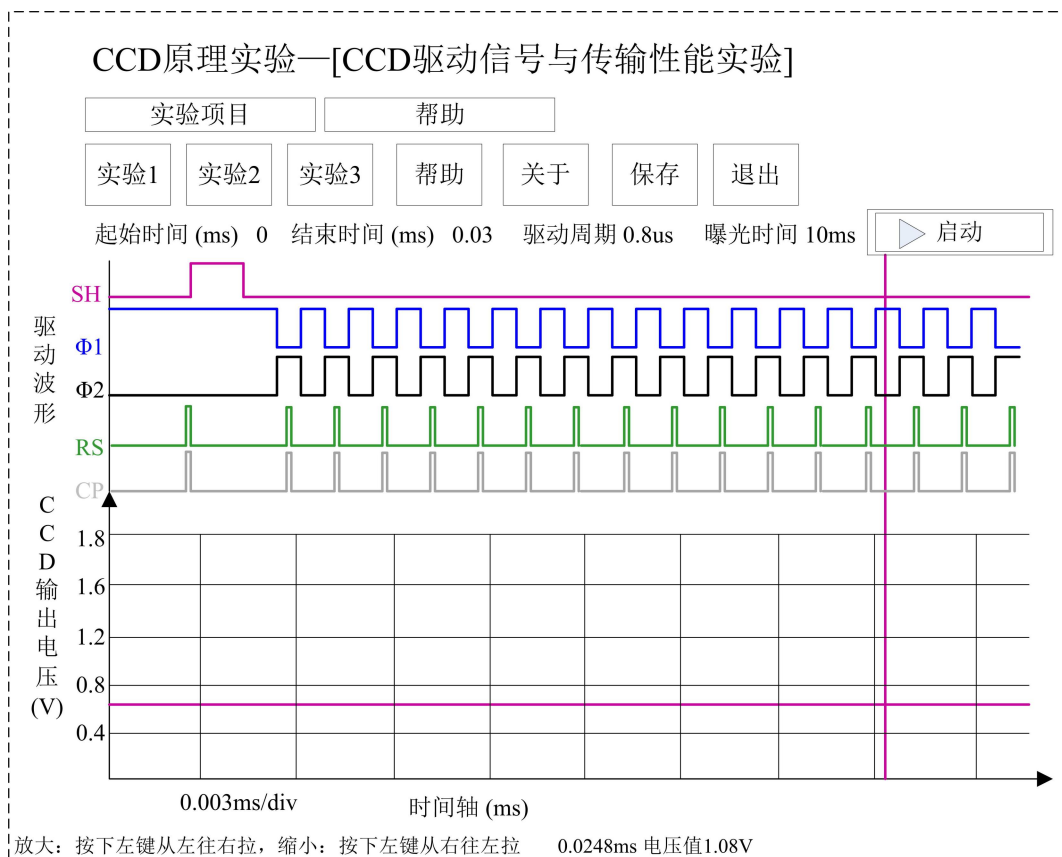 CCD原理实验—[CCD驱动信号与传输性能实验]
实验项目 帮助
实验1 实验2 实验3 帮助 关于 保存 退出
起始时间 (ms) 0 结束时间 (ms) 0.03 驱动周期 0.8us 曝光时间 10ms 启动
驱动波形
SH
Φ1
Φ2
RS
CP
CCD输出电压(V)
1.8
1.6
1.2
0.8
0.4
0.003ms/div 时间轴 (ms)
放大：按下左键从左往右拉，缩小：按下左键从右往左拉 0.0248ms 电压值1.08V